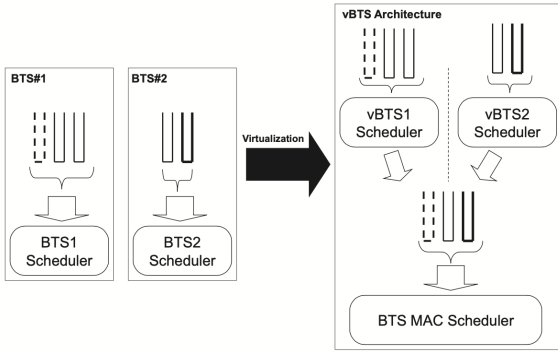 BTS#1
BTS#2
BTS1
Scheduler
BTS2
Scheduler
Virtualization
vBTS Architecture
vBTS1
Scheduler
vBTS2
Scheduler
BTS MAC Scheduler